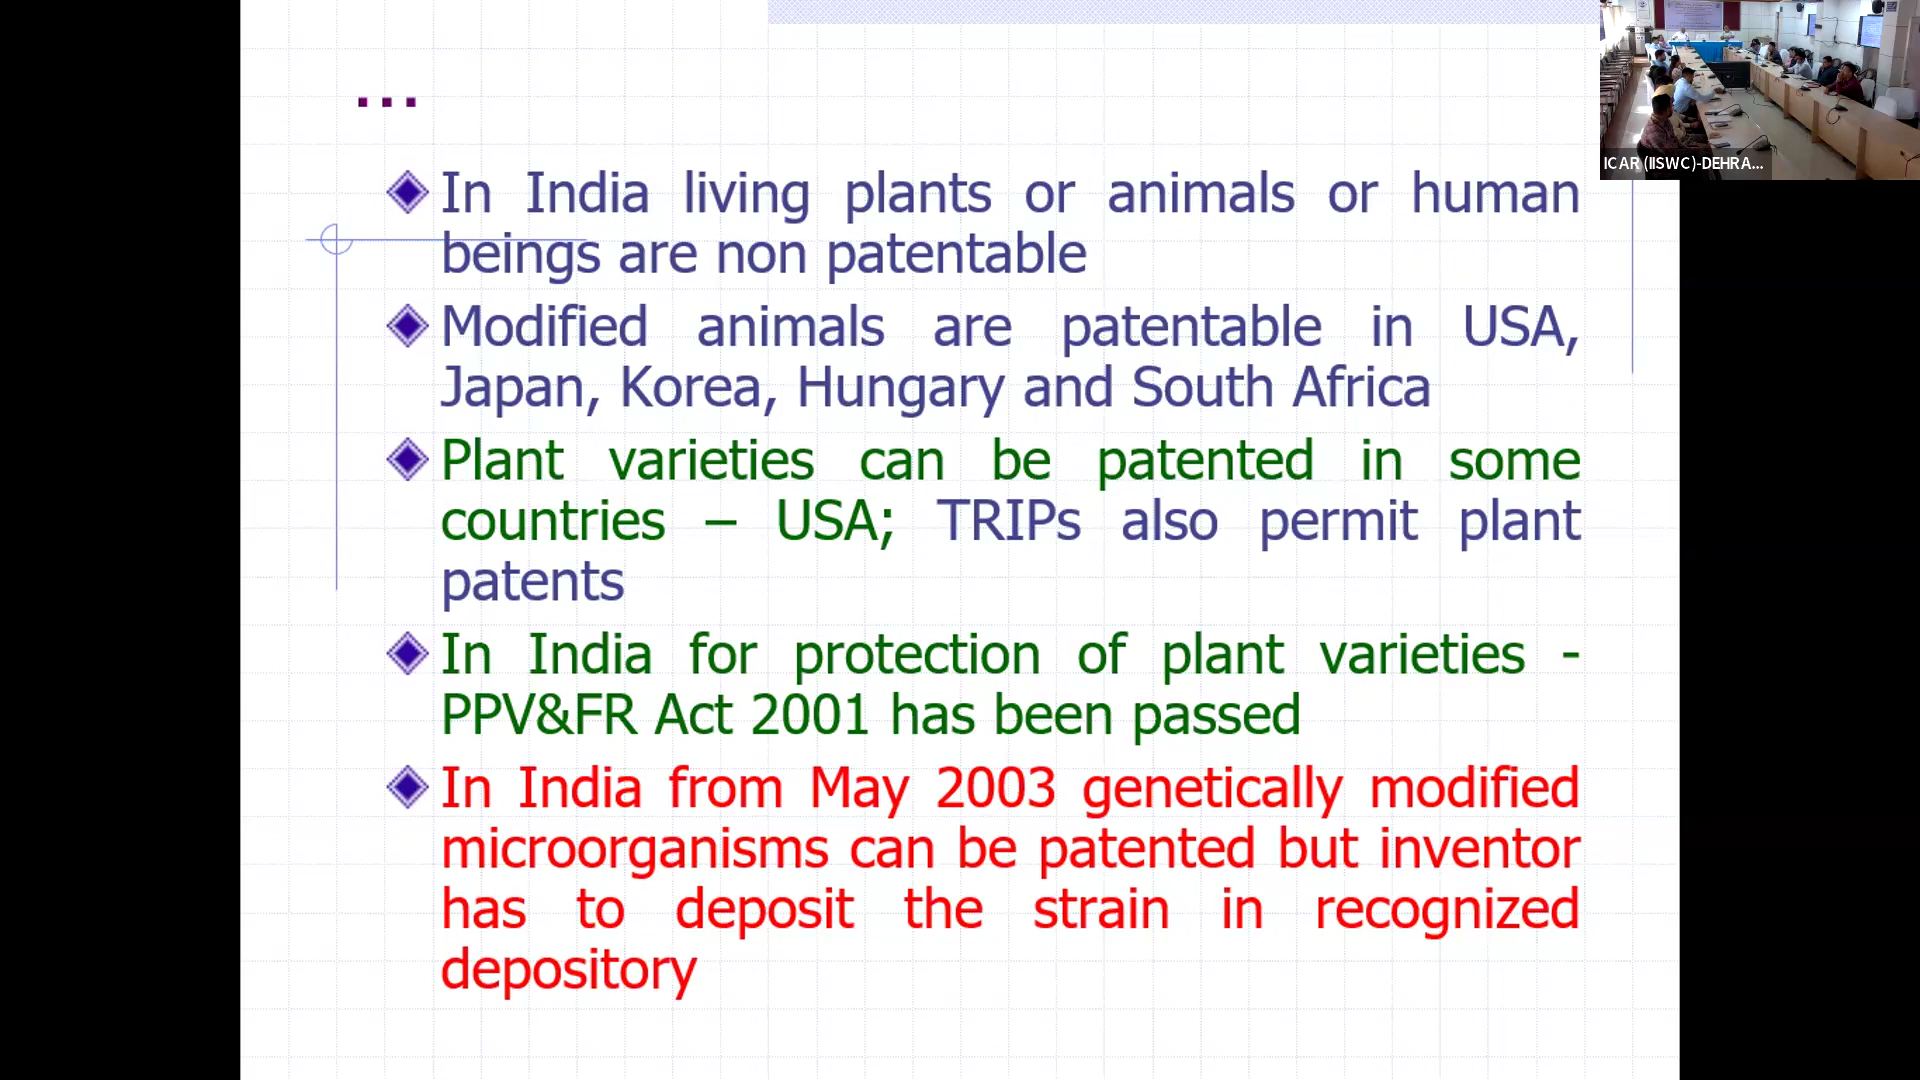 ...
In India living plants or animals or human
beings are non patentable
Modified animals are patentable in USA,
Japan, Korea, Hungary and South Africa
Plant varieties can be patented in some
countries – USA; TRIPs also permit plant
patents
In India for protection of plant varieties -
PPV&FR Act 2001 has been passed
In India from May 2003 genetically modified
microorganisms can be patented but inventor
has to deposit the strain in recognized
depository
ICAR (IISWC)-DEHRA...